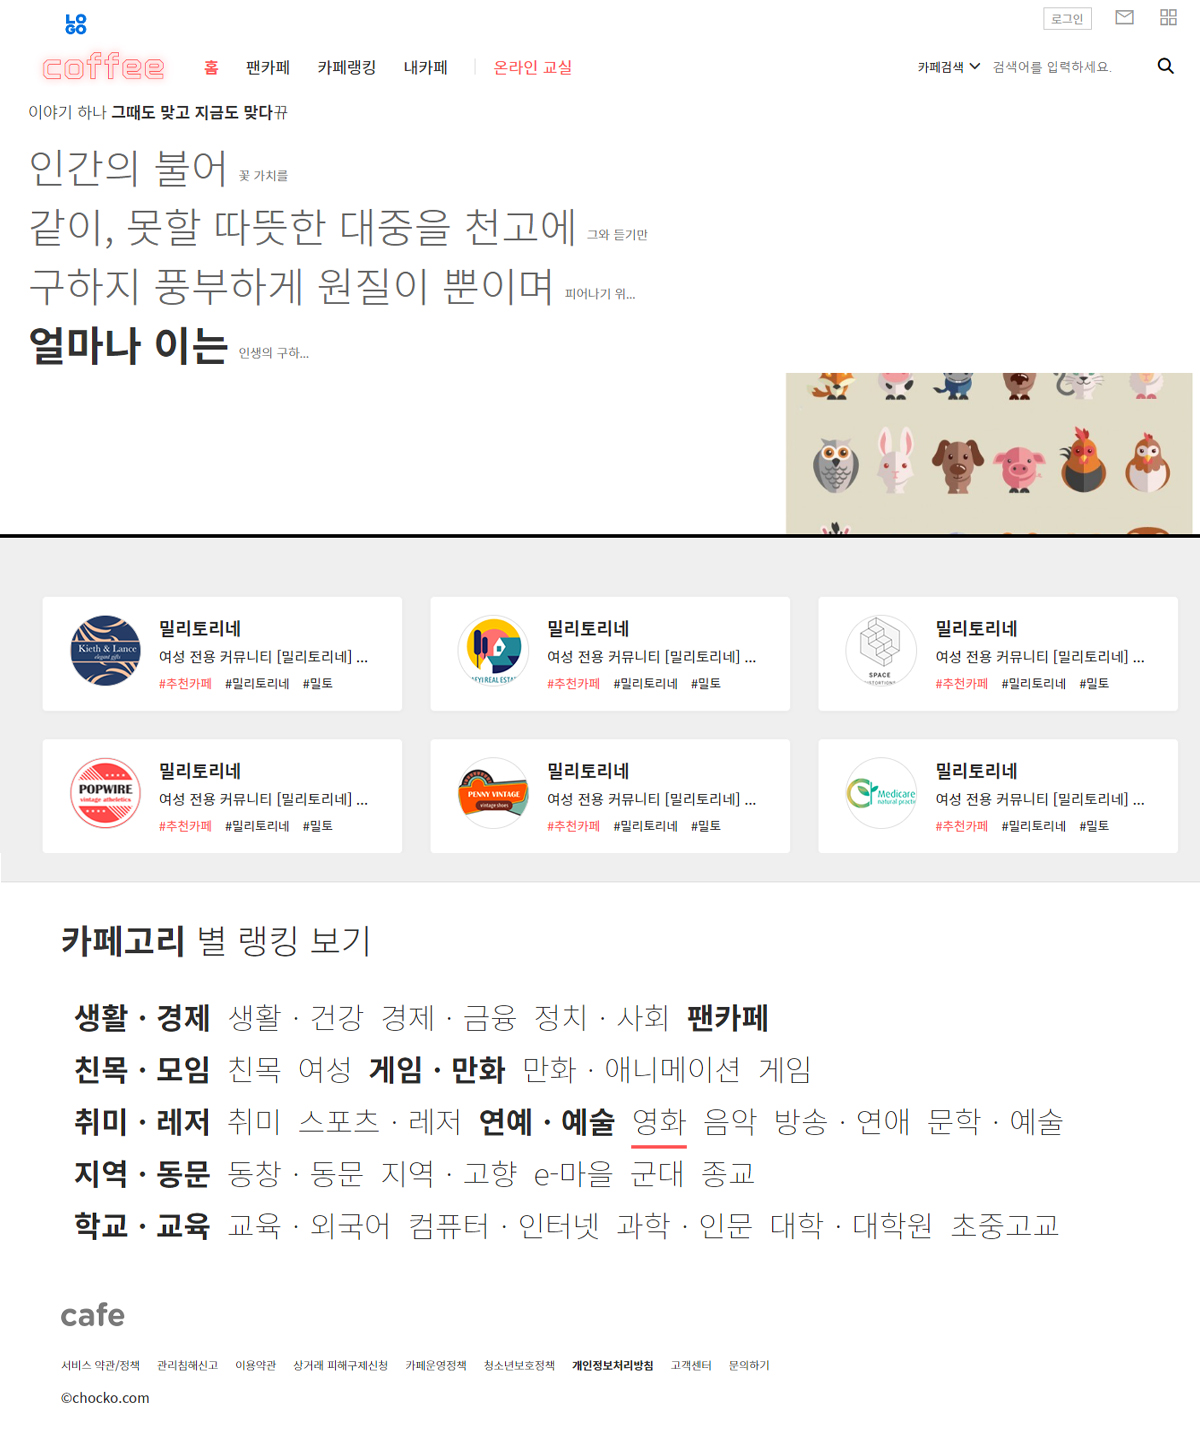 LOGO
로그인
coffee 홈 팬카페 카페랭킹 내카페 온라인 교실 카페검색 검색어를 입력하세요.
이야기 하나 그때도 맞고 지금도 맞다뀨
인간의 불어 꽃 가치를
같이, 못할 따뜻한 대중을 천고에 그와 듣기만
구하지 풍부하게 원질이 뿐이며 피어나기 위...
얼마나 이는 인생의 구하...
Kieth & Lance
elegant gifts
밀리토리네
여성 전용 커뮤니티 [밀리토리네] ...
#추천카페 #밀리토리네 #밀토
EYI REAL ESTA
밀리토리네
여성 전용 커뮤니티 [밀리토리네] ...
#추천카페 #밀리토리네 #밀토
SPACE
밀리토리네
여성 전용 커뮤니티 [밀리토리네] ...
#추천카페 #밀리토리네 #밀토
POPWIRE
vintage atheletics
밀리토리네
여성 전용 커뮤니티 [밀리토리네] ...
#추천카페 #밀리토리네 #밀토
PENNY VINTAGE
vintage shoes
밀리토리네
여성 전용 커뮤니티 [밀리토리네] ...
#추천카페 #밀리토리네 #밀토
Medicare
natural practi
밀리토리네
여성 전용 커뮤니티 [밀리토리네] ...
#추천카페 #밀리토리네 #밀토
카페고리 별 랭킹 보기
생활 · 경제 생활 · 건강 경제 · 금융 정치 · 사회 팬카페
친목 · 모임 친목 여성 게임 · 만화 만화 · 애니메이션 게임
취미 · 레저 취미 스포츠 · 레저 연예 · 예술 영화 음악 방송 · 연애 문학 · 예술
지역 · 동문 동창 · 동문 지역 · 고향 e-마을 군대 종교
학교 · 교육 교육 · 외국어 컴퓨터 · 인터넷 과학 · 인문 대학 · 대학원 초중고교
cafe
서비스 약관/정책 관리침해신고 이용약관 상거래 피해구제신청 카페운영정책 청소년보호정책 개인정보처리방침 고객센터 문의하기
©chocko.com